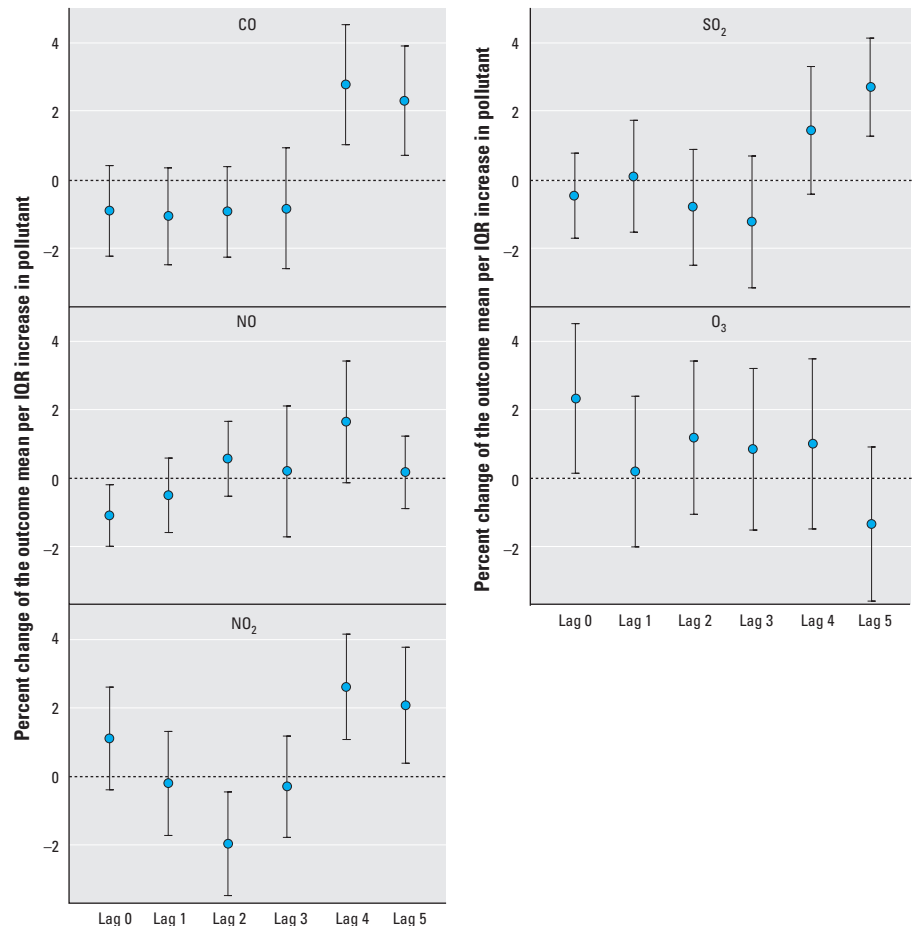 Percent change of the outcome mean per IQR increase in pollutant
CO
4
2
0
–2
NO
4
2
0
–2
NO2
4
2
0
–2
Lag 0 Lag 1 Lag 2 Lag 3 Lag 4 Lag 5
Percent change of the outcome mean per IQR increase in pollutant
SO2
4
2
0
–2
O3
4
2
0
–2
Lag 0 Lag 1 Lag 2 Lag 3 Lag 4 Lag 5